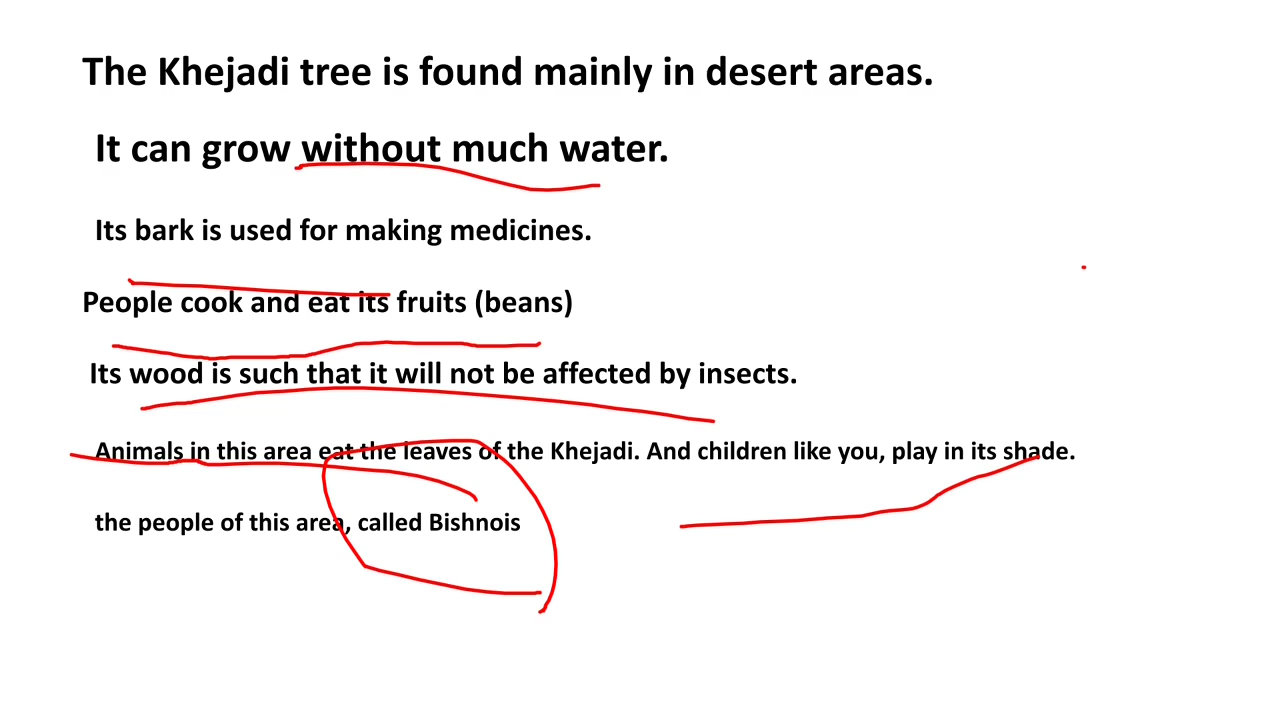 The Khejadi tree is found mainly in desert areas.
It can grow without much water.
Its bark is used for making medicines.
People cook and eat its fruits (beans)
Its wood is such that it will not be affected by insects.
Animals in this area eat the leaves of the Khejadi. And children like you, play in its shade.
the people of this area, called Bishnois